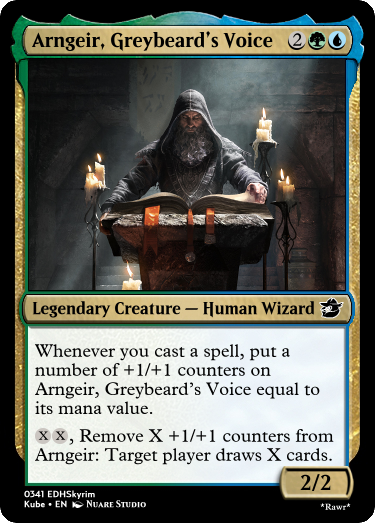 Arngeir, Greybeard's Voice 2
Legendary Creature — Human Wizard
Whenever you cast a spell, put a
number of +1/+1 counters on
Arngeir, Greybeard's Voice equal to
its mana value.
X X, Remove X +1/+1 counters from
Arngeir: Target player draws X cards.
2/2
0341 EDHSkyrim
Kube • EN Nuare Studio
*Rawr*